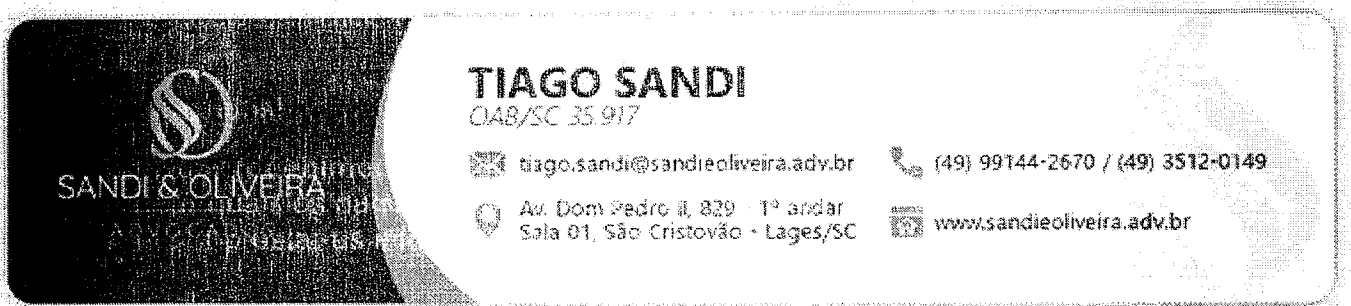 SANDI & OLIVEIRA
TIAGO SANDI
OAB/SC 35.917
tiago.sandi@sandieoliveira.adv.br
(49) 99144-2670 / (49) 3512-0149
Av. Dom Pedro II, 829 - 1º andar
Sala 01, São Cristovão - Lages/SC
www.sandieoliveira.adv.br